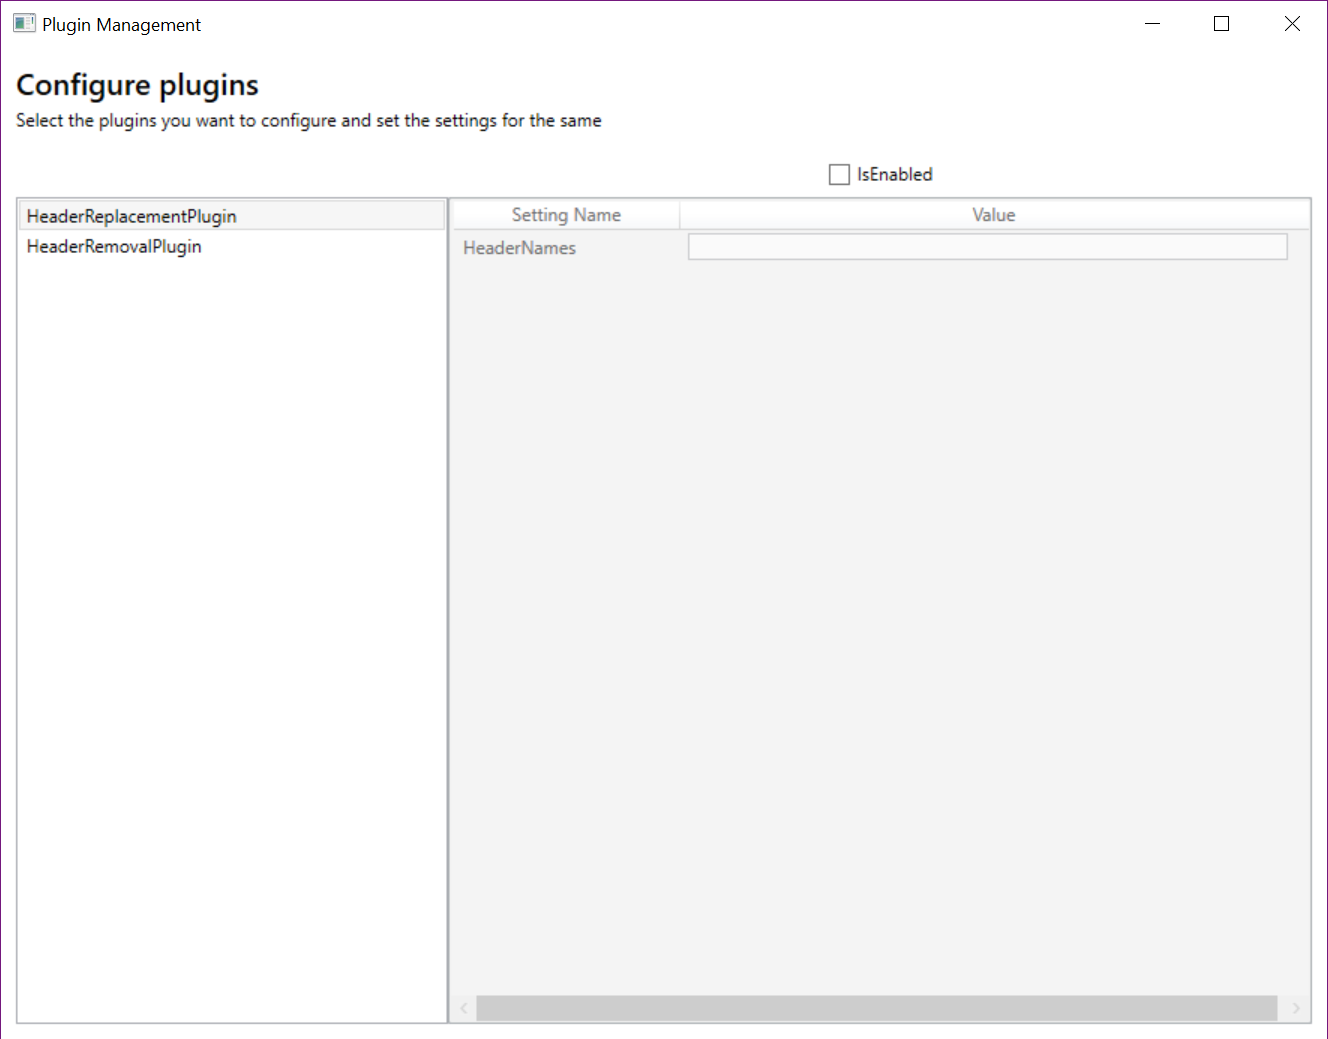 Plugin Management
Configure plugins
Select the plugins you want to configure and set the settings for the same
IsEnabled
HeaderReplacementPlugin
HeaderRemovalPlugin
Setting Name Value
HeaderNames